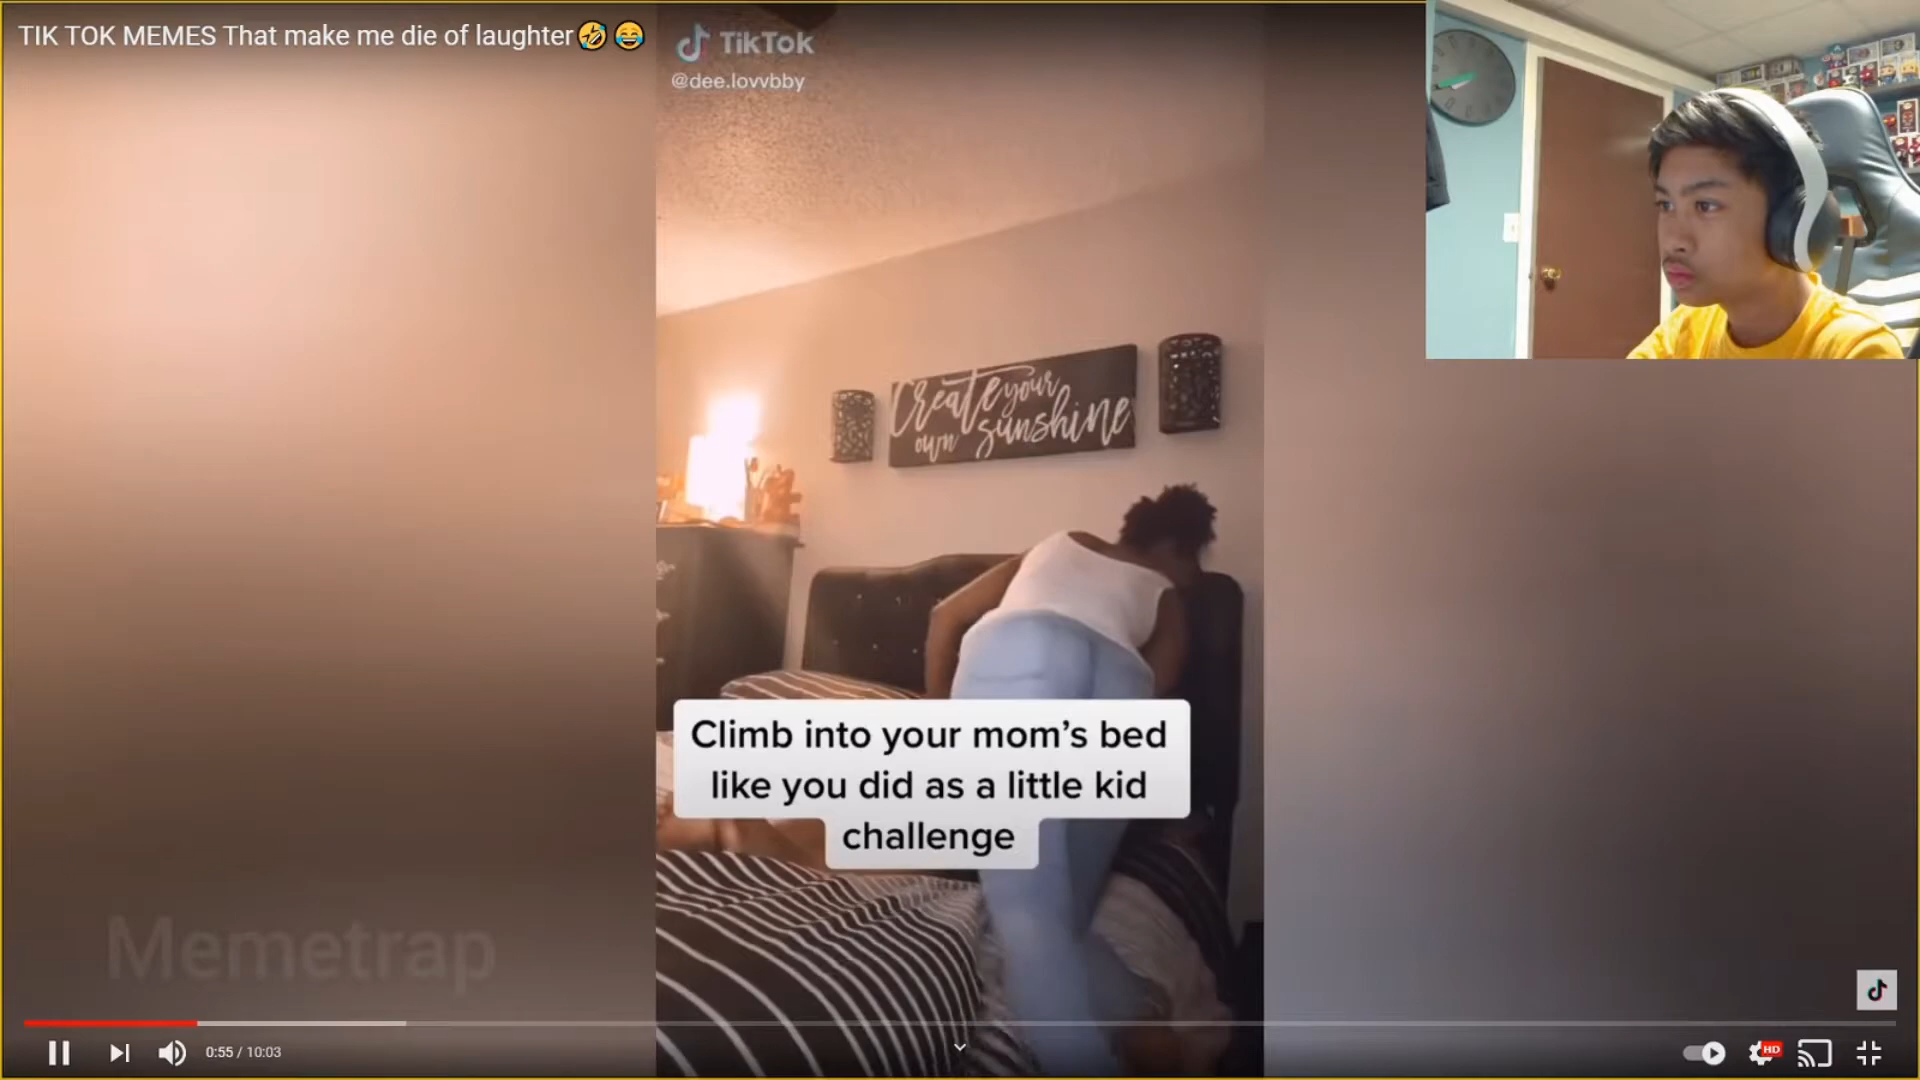 TIK TOK MEMES That make me die of laughter🤣😂
TikTok
@dee.lovvbby
Create your
own sunshine
Climb into your mom's bed
like you did as a little kid
challenge
Memetrap
0:55 / 10:03
HD